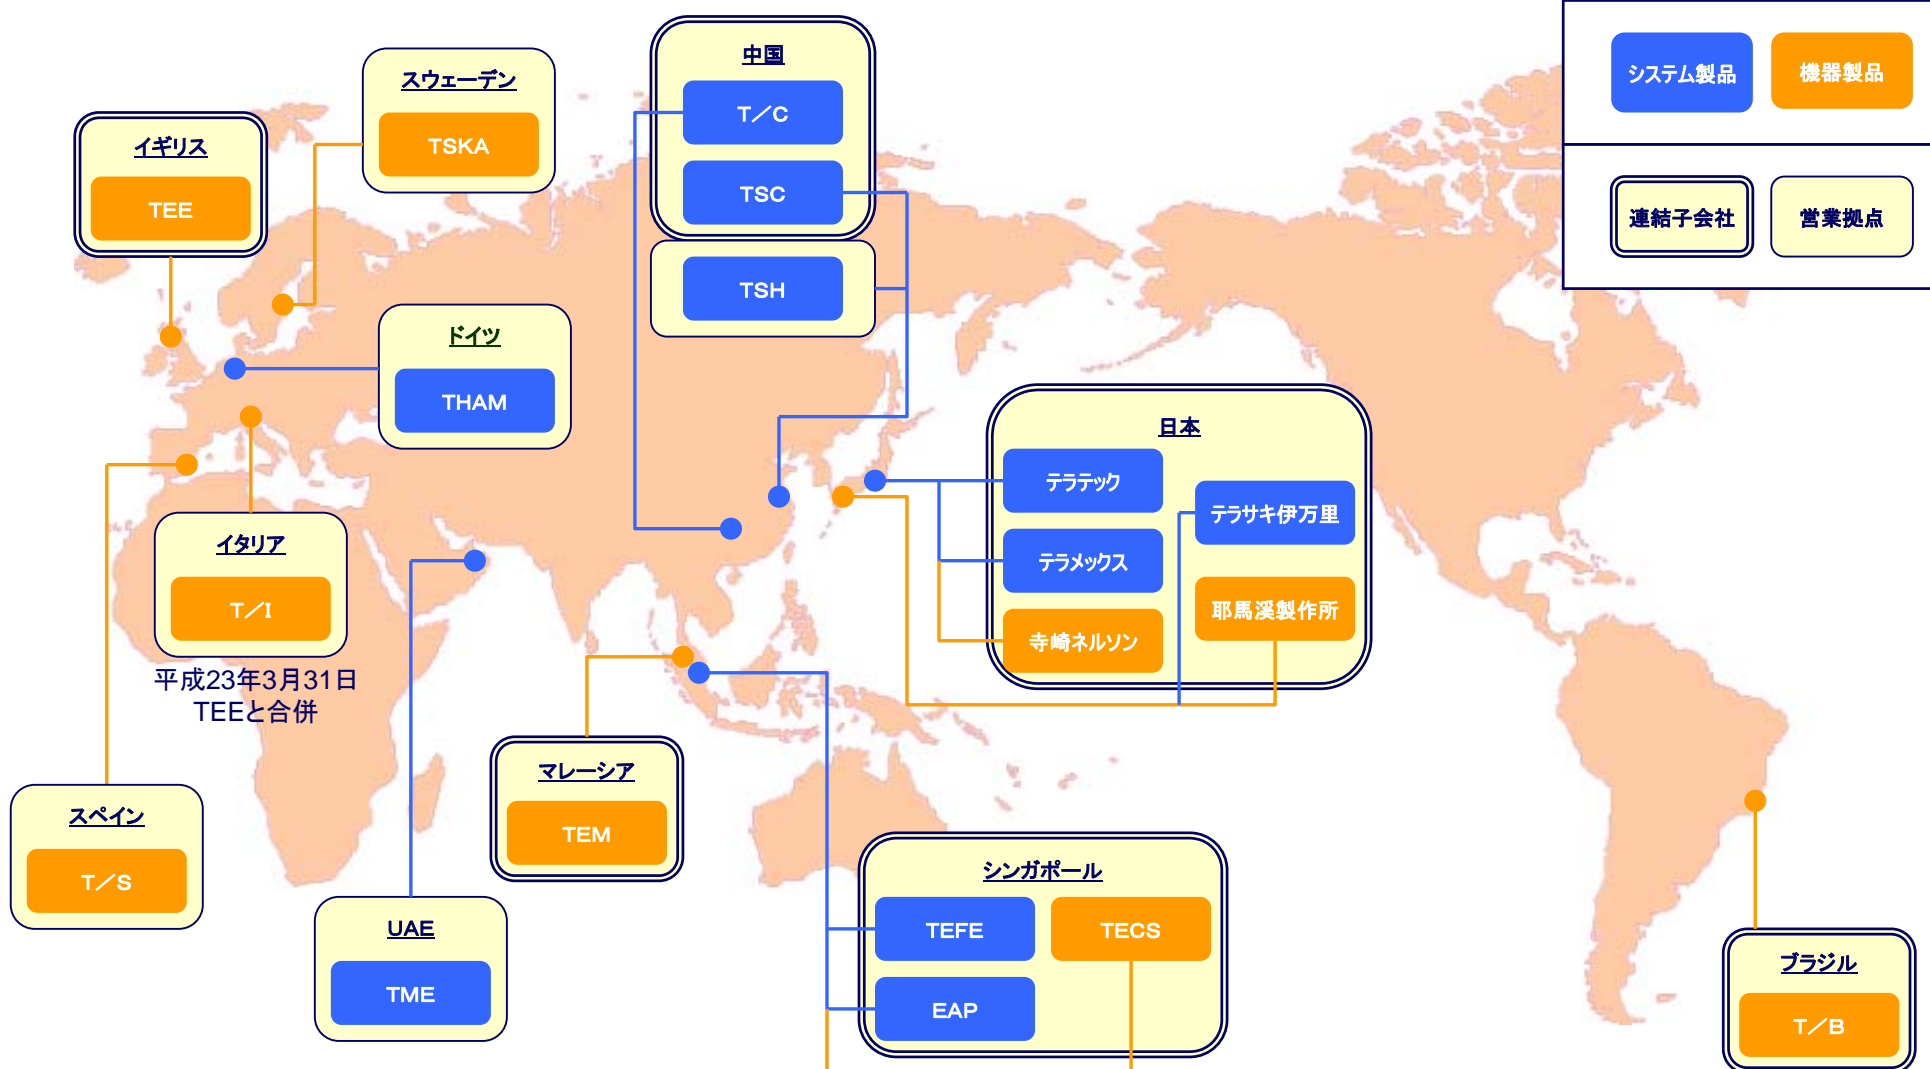 システム製品
機器製品
連結子会社
営業拠点
中国
T/C
TSC
TSH
スウェーデン
TSKA
イギリス
TEE
ドイツ
THAM
日本
テラテック
テラサキ伊万里
テラメックス
耶馬溪製作所
寺崎ネルソン
イタリア
T/I
平成23年3月31日
TEEと合併
マレーシア
TEM
スペイン
T/S
シンガポール
TEFE
TECS
EAP
UAE
TME
ブラジル
T/B